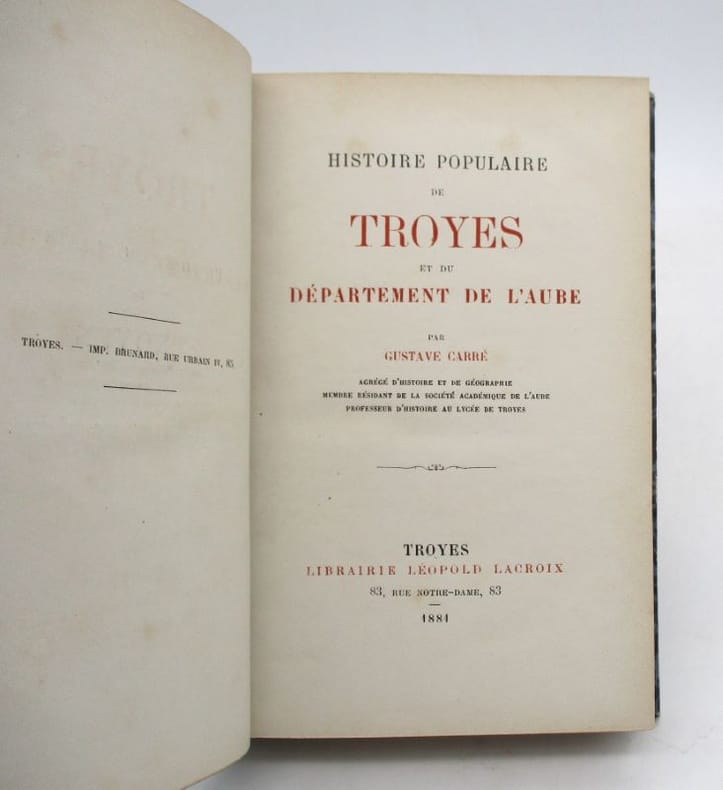 TROYES. — IMP. BRUNARD, RUE URBAIN IV, 85
HISTOIRE POPULAIRE
DE
TROYES
ET DU
DÉPARTEMENT DE L'AUBE
PAR
GUSTAVE CARRÉ
AGRÉGÉ D'HISTOIRE ET DE GÉOGRAPHIE
MEMBRE RÉSIDANT DE LA SOCIÉTÉ ACADÉMIQUE DE L'AUBE
PROFESSEUR D'HISTOIRE AU LYCÉE DE TROYES
TROYES
LIBRAIRIE LÉOPOLD LACROIX
83, RUE NOTRE-DAME, 83
1881